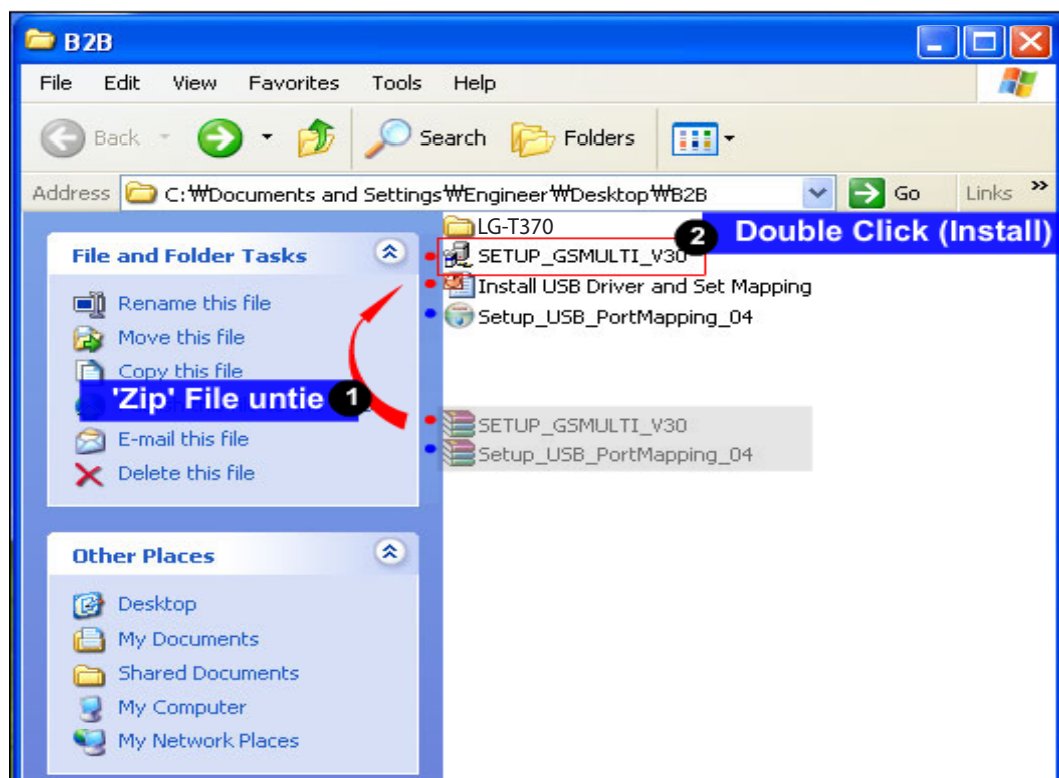 B2B
File Edit View Favorites Tools Help
Back Search Folders
Address C:₩Documents and Settings₩Engineer₩Desktop₩B2B Go Links »
LG-T370
2 Double Click (Install)
File and Folder Tasks
SETUP_GSMULTI_V30
Install USB Driver and Set Mapping
Rename this file
Setup_USB_PortMapping_04
Move this file
Copy this file
'Zip' File untie 1
SETUP_GSMULTI_V30
E-mail this file
Setup_USB_PortMapping_04
Delete this file
Other Places
Desktop
My Documents
Shared Documents
My Computer
My Network Places